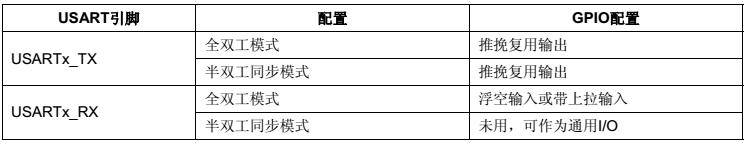 USART引脚 配置 GPIO配置
USARTx_TX 全双工模式 推挽复用输出
半双工同步模式 推挽复用输出
USARTx_RX 全双工模式 浮空输入或带上拉输入
半双工同步模式 未用，可作为通用I/O